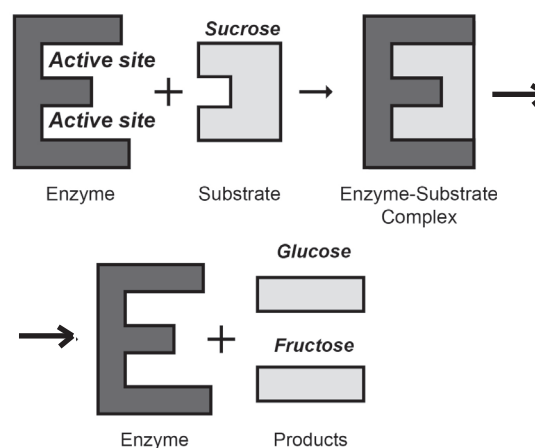 Sucrose
Active site
+
Active site
Enzyme
Substrate
Enzyme-Substrate
Complex
Glucose
+
Fructose
Enzyme
Products